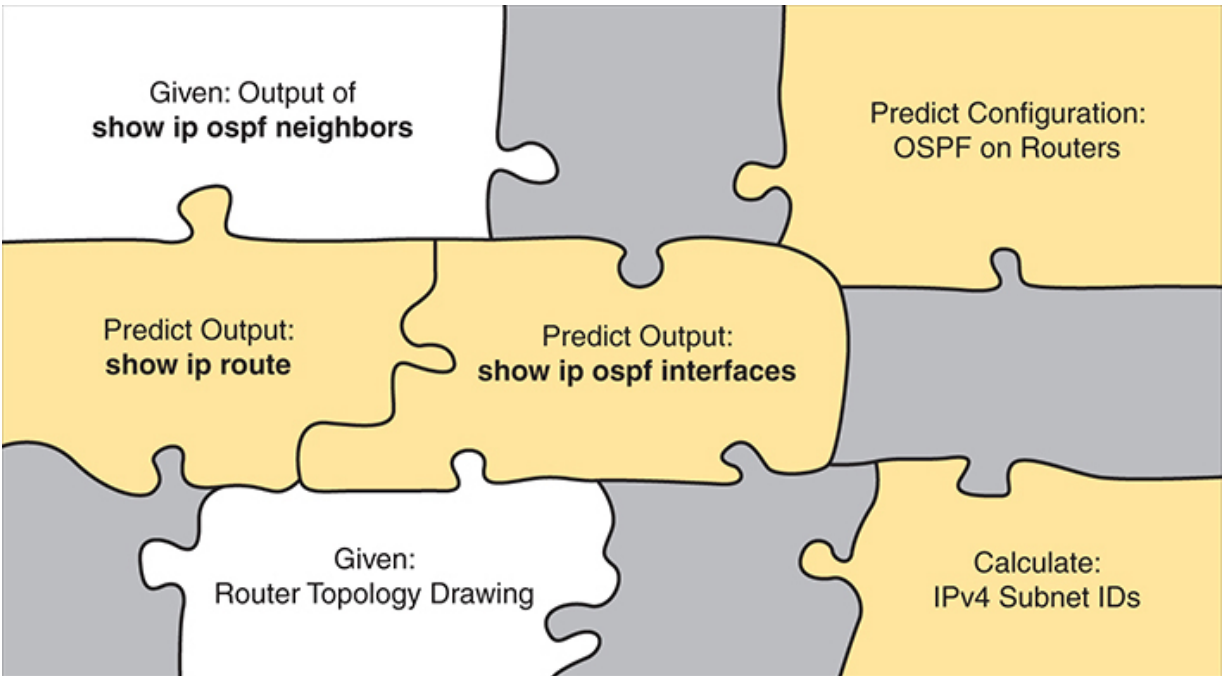 Given: Output of
show ip ospf neighbors
Predict Configuration:
OSPF on Routers
Predict Output:
show ip route
Predict Output:
show ip ospf interfaces
Given:
Router Topology Drawing
Calculate:
IPv4 Subnet IDs